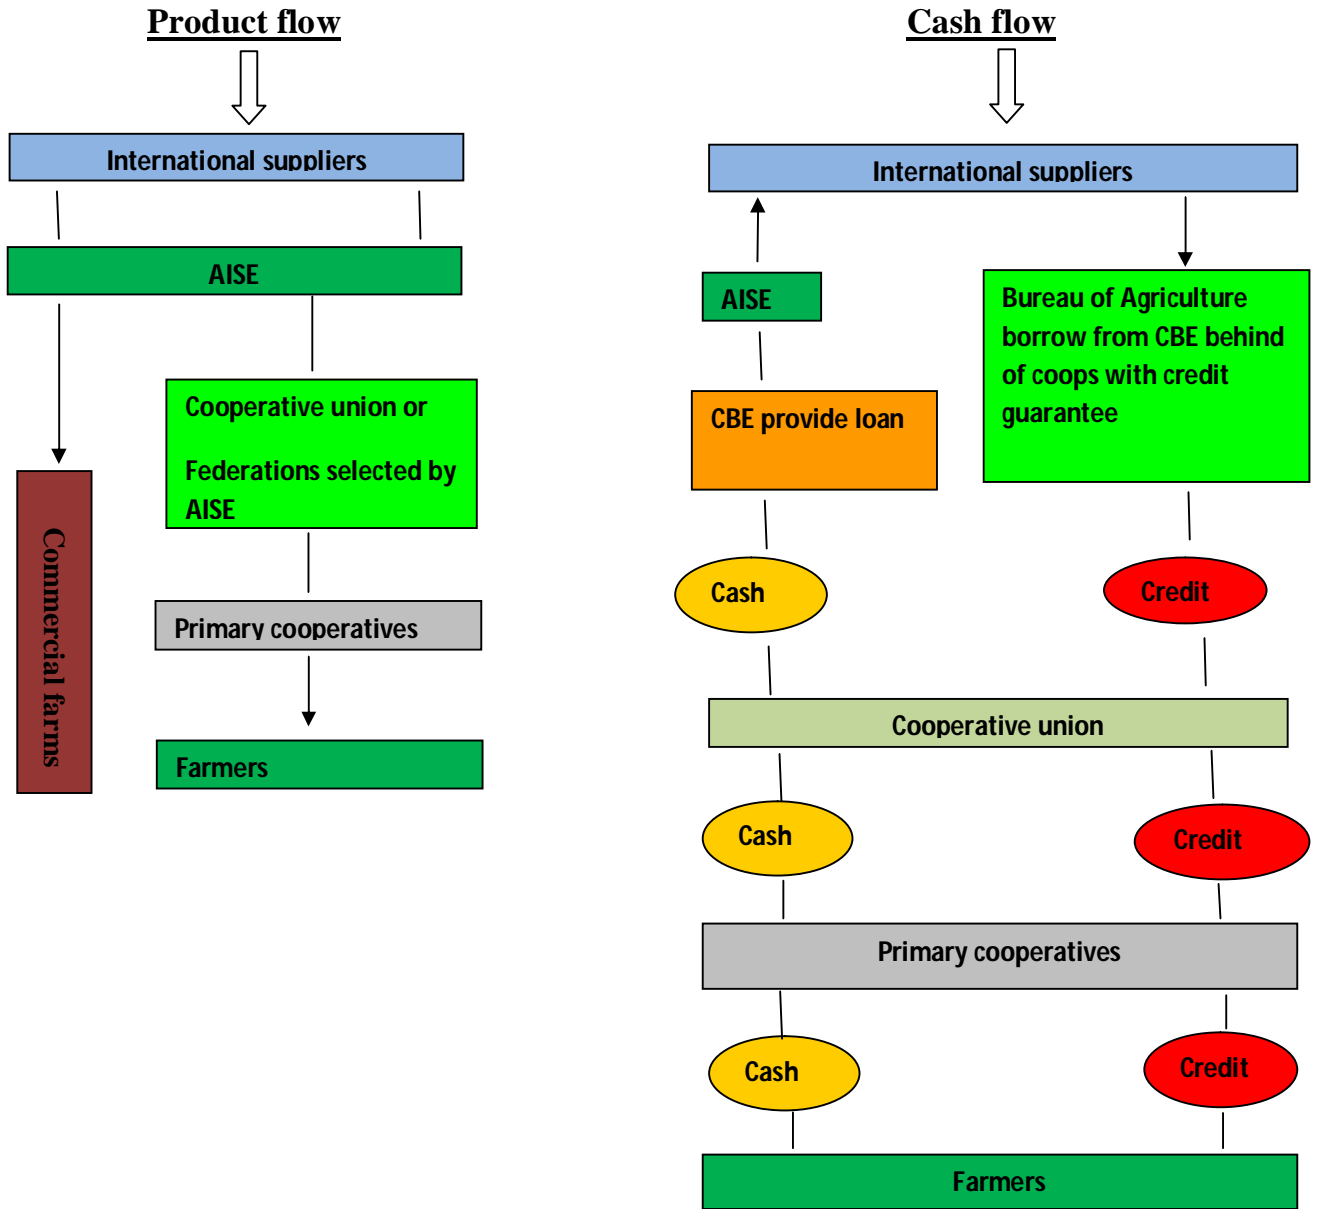 Product flow
International suppliers
AISE
Cooperative union or
Federations selected by
AISE
Commercial farms
Primary cooperatives
Farmers
Cash flow
International suppliers
AISE
Bureau of Agriculture
borrow from CBE behind
of coops with credit
guarantee
CBE provide loan
Cash
Credit
Cooperative union
Cash
Credit
Primary cooperatives
Cash
Credit
Farmers